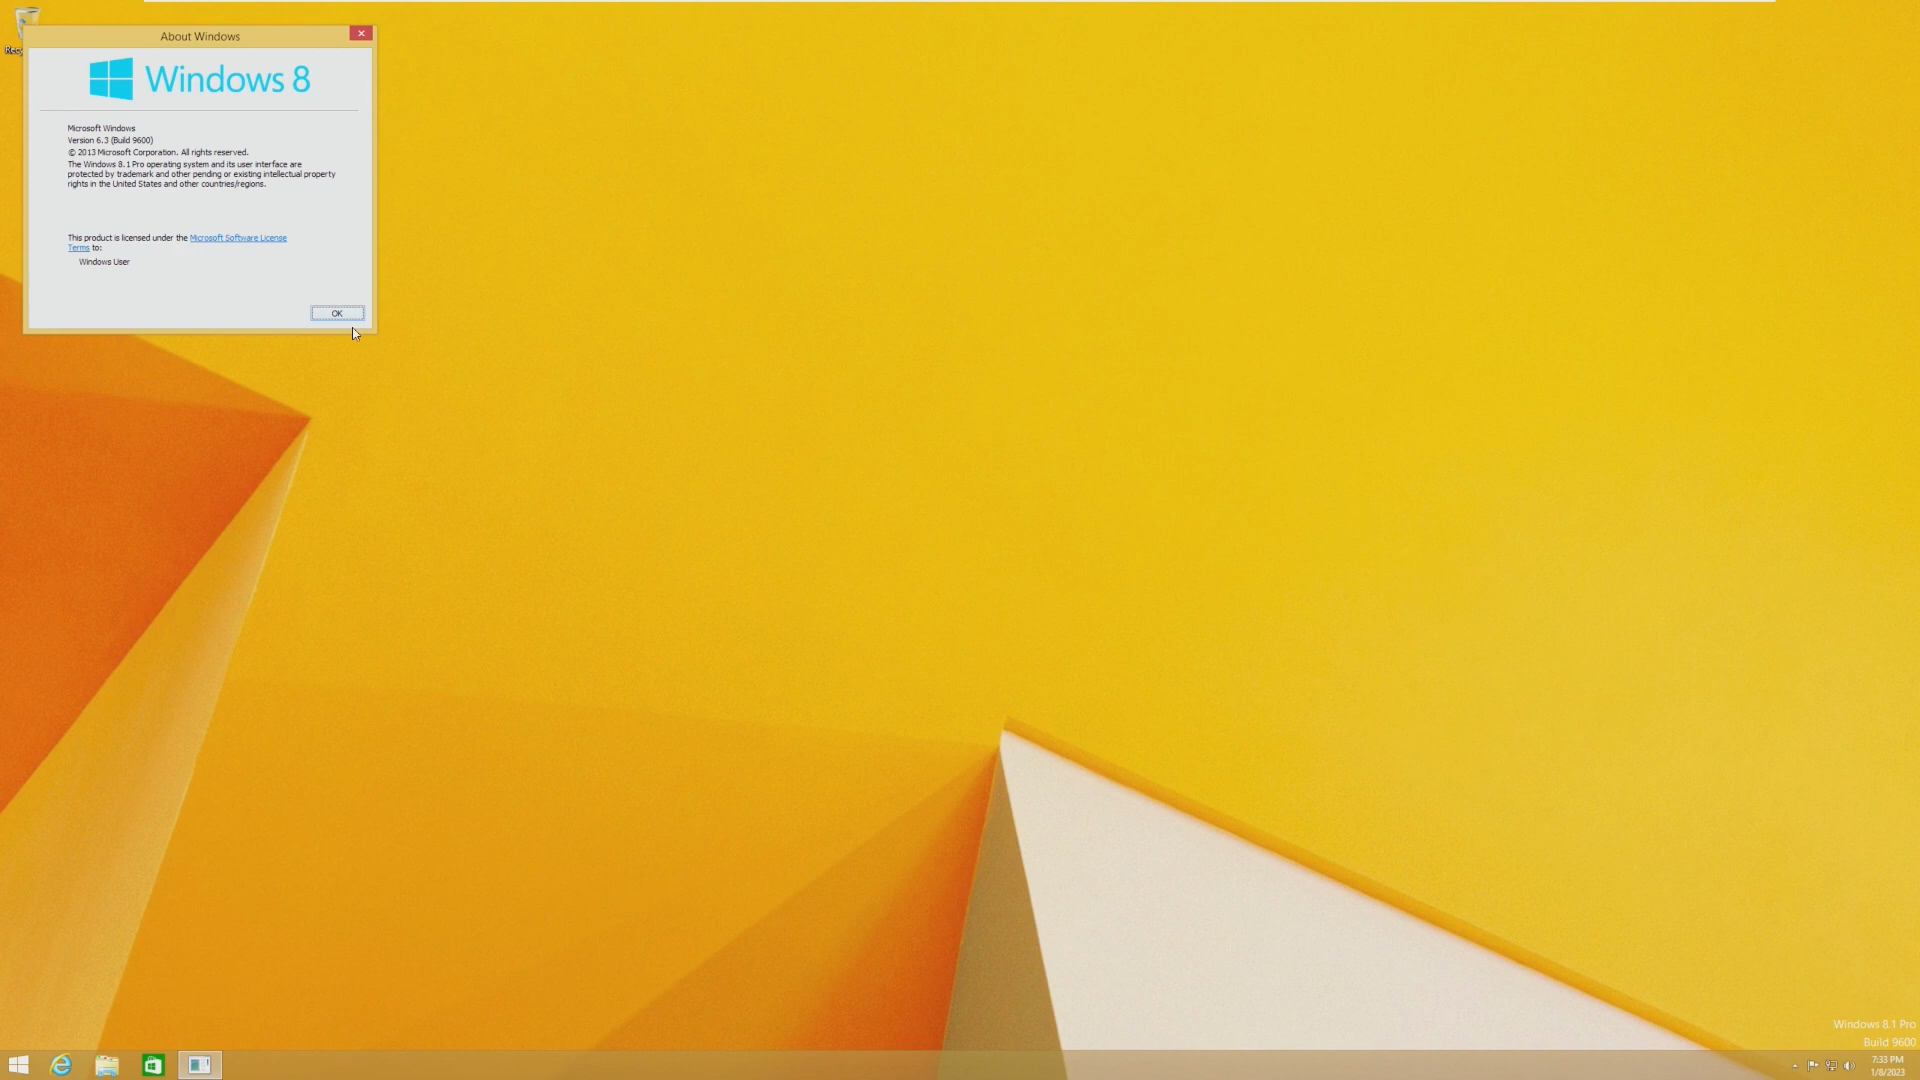 Recy
About Windows
Windows 8
Microsoft Windows
Version 6.3 (Build 9600)
© 2013 Microsoft Corporation. All rights reserved.
The Windows 8.1 Pro operating system and its user interface are
protected by trademark and other pending or existing intellectual property
rights in the United States and other countries/regions.
This product is licensed under the Microsoft Software License
Terms to:
Windows User
OK
Windows 8.1 Pro
Build 9600
7:33 PM
1/8/2023